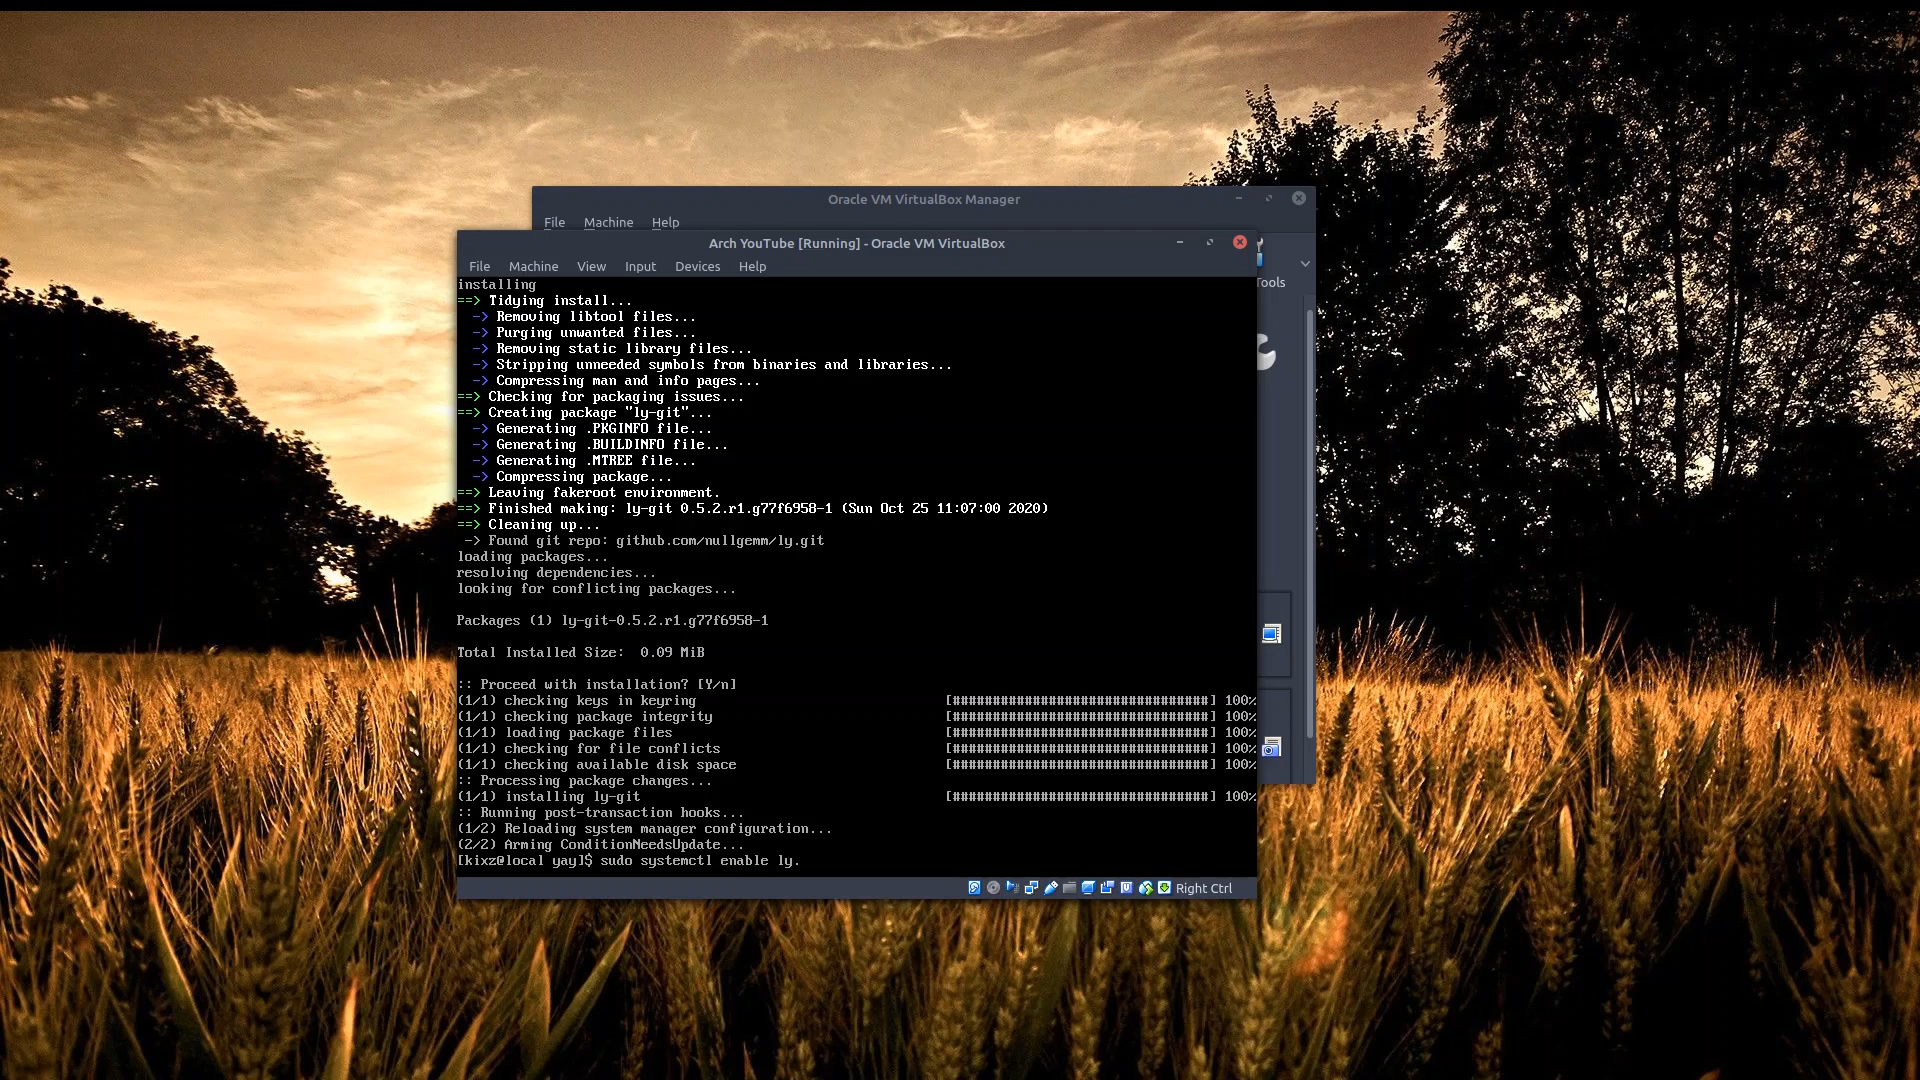 Oracle VM VirtualBox Manager
File Machine Help
Arch YouTube [Running] - Oracle VM VirtualBox
File Machine View Input Devices Help
Tools
installing
==> Tidying install...
-> Removing libtool files...
-> Purging unwanted files...
-> Removing static library files...
-> Stripping unneeded symbols from binaries and libraries...
-> Compressing man and info pages...
==> Checking for packaging issues...
==> Creating package "ly-git"...
-> Generating .PKGINFO file...
-> Generating .BUILDINFO file...
-> Generating .MTREE file...
-> Compressing package...
==> Leaving fakeroot environment.
==> Finished making: ly-git 0.5.2.r1.g77f6958-1 (Sun Oct 25 11:07:00 2020)
==> Cleaning up...
-> Found git repo: github.com/nullgemm/ly.git
loading packages...
resolving dependencies...
looking for conflicting packages...
Packages (1) ly-git-0.5.2.r1.g77f6958-1
Total Installed Size:  0.09 MiB
:: Proceed with installation? [Y/n]
(1/1) checking keys in keyring [################################] 100%
(1/1) checking package integrity [################################] 100%
(1/1) loading package files [################################] 100%
(1/1) checking for file conflicts [################################] 100%
(1/1) checking available disk space [################################] 100%
:: Processing package changes...
(1/1) installing ly-git [################################] 100%
:: Running post-transaction hooks...
(1/2) Reloading system manager configuration...
(2/2) Arming ConditionNeedsUpdate...
[kixz@local yay]$ sudo systemctl enable ly.
Right Ctrl